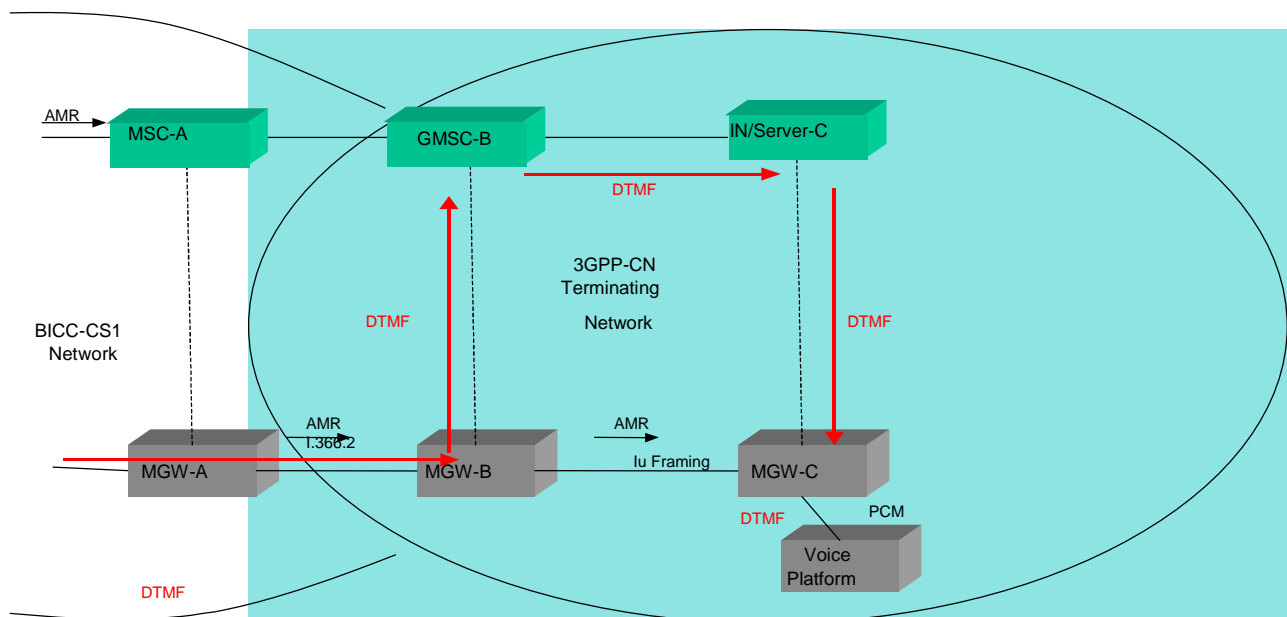 AMR
MSC-A
GMSC-B
IN/Server-C
DTMF
3GPP-CN
Terminating
Network
BICC-CS1
Network
DTMF
DTMF
AMR
I.366.2
AMR
Iu Framing
MGW-A
MGW-B
MGW-C
DTMF
PCM
Voice
Platform
DTMF